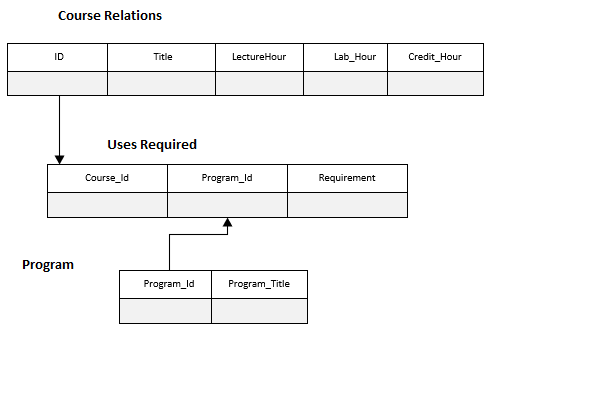 Course Relations
ID Title LectureHour Lab_Hour Credit_Hour
Uses Required
Course_Id Program_Id Requirement
Program
Program_Id Program_Title